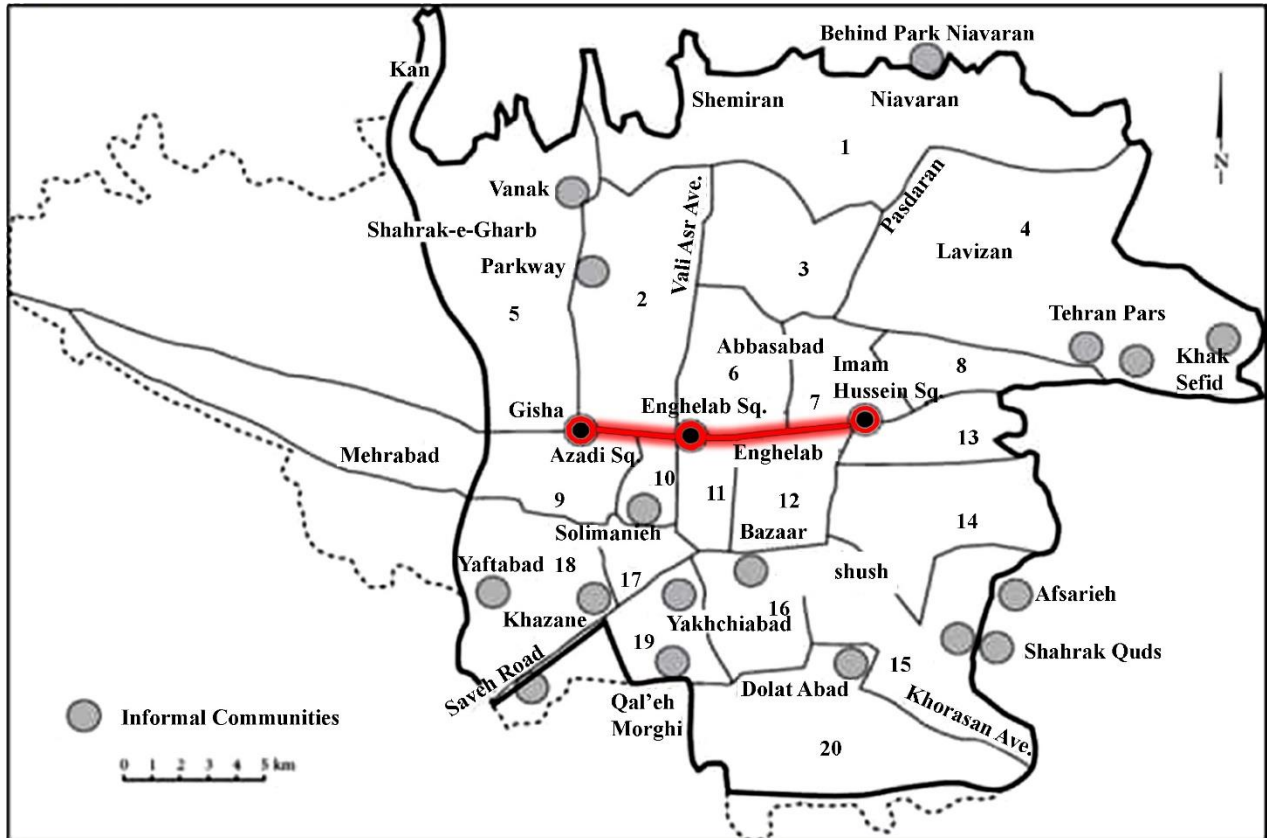 Behind Park Niavaran
Kan
Shemiran
Niavaran
1
N
Vanak
Vali Asr Ave.
Pasdaran
Shahrak-e-Gharb
4
Lavizan
Parkway
3
2
5
Tehran Pars
Abbasabad
Imam
Hussein Sq.
8
Khak
Sefid
6
7
Gisha
Enghelab Sq.
Azadi Sq.
Enghelab
13
Mehrabad
10
9
11
12
14
Solimanieh
Bazaar
Yaftabad
18
17
shush
Afsarieh
Khazane
16
Yakhchiabad
19
15
Shahrak Quds
Saveh Road
Qal'eh
Morghi
Dolat Abad
Khorasan Ave.
Informal Communities
20
0 1 2 3 4 5 km